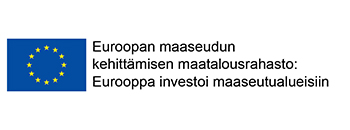 Euroopan maaseudun
kehittämisen maatalousrahasto:
Eurooppa investoi maaseutualueisiin